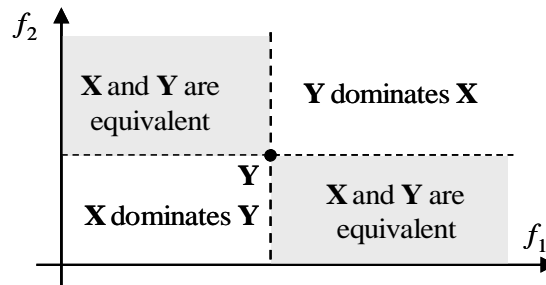 f₂
X and Y are
equivalent
Y dominates X
Y
X dominates Y
X and Y are
equivalent
f₁